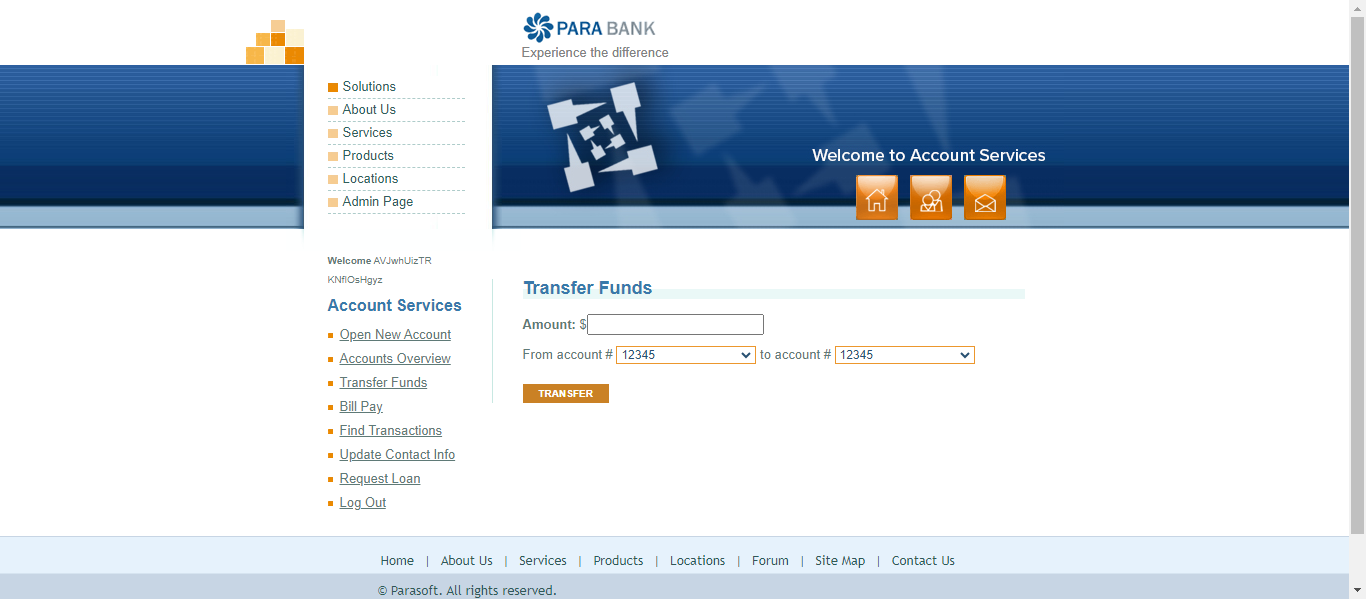 PARA BANK
Experience the difference
Solutions
About Us
Services
Products
Locations
Admin Page
Welcome to Account Services
Welcome AVJwhUizTR
KNflOsHgyz
Account Services
Open New Account
Accounts Overview
Transfer Funds
Bill Pay
Find Transactions
Update Contact Info
Request Loan
Log Out
Transfer Funds
Amount: $
From account # 12345 to account # 12345
TRANSFER
Home | About Us | Services | Products | Locations | Forum | Site Map | Contact Us
© Parasoft. All rights reserved.